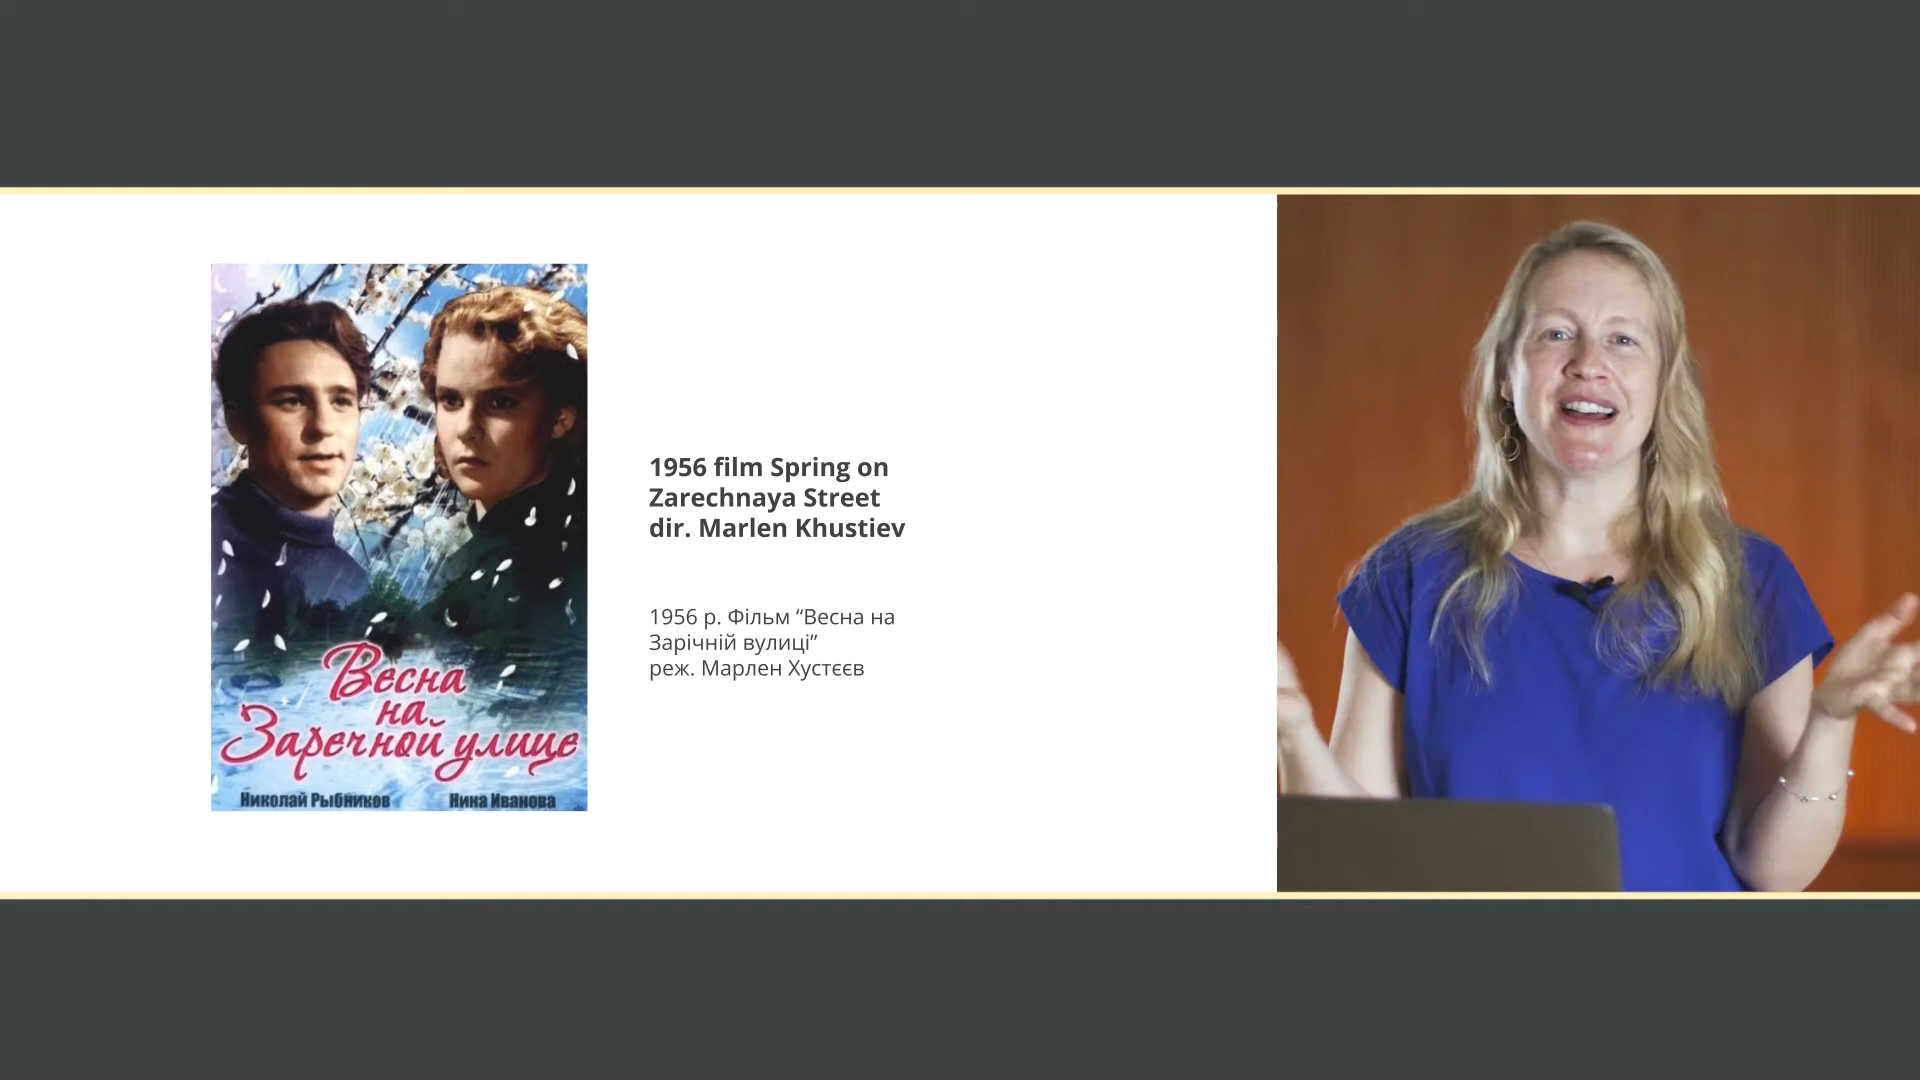 Весна
на
Заречной улице
Николай Рыбников Нина Иванова
1956 film Spring on
Zarechnaya Street
dir. Marlen Khustiev
1956 р. Фільм “Весна на
Зарічній вулиці”
реж. Марлен Хустєєв